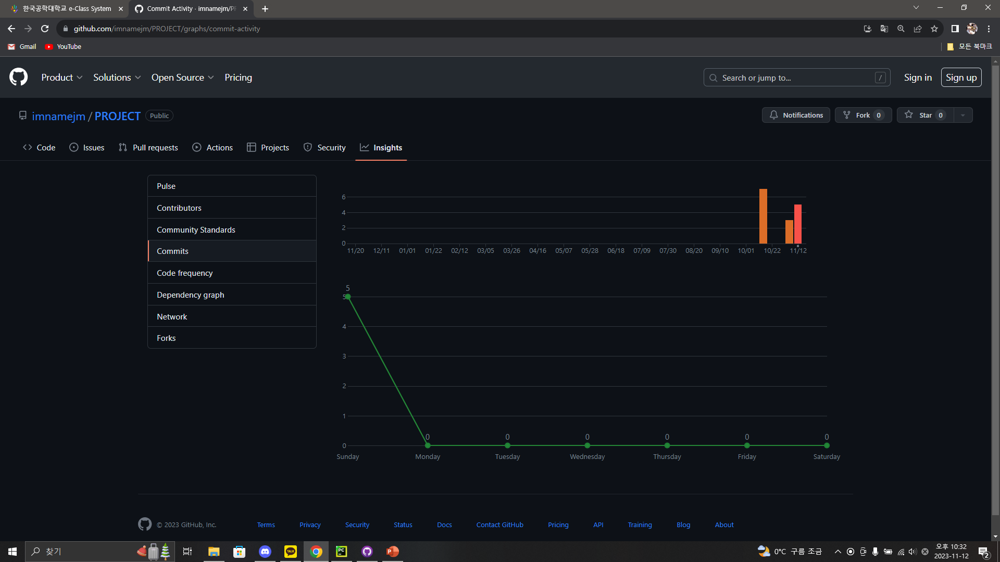 한국공학대학교 e-Class System
Commit Activity · imnamejm/PR
github.com/imnamejm/PROJECT/graphs/commit-activity
Gmail YouTube 모든 북마크
Product Solutions Open Source Pricing Search or jump to... / Sign in Sign up
imnamejm / PROJECT Public Notifications Fork 0 Star 0
Code Issues Pull requests Actions Projects Security Insights
Pulse
Contributors
Community Standards
Commits
Code frequency
Dependency graph
Network
Forks
6
4
2
0
11/20 12/11 01/01 01/22 02/12 03/05 03/26 04/16 05/07 05/28 06/18 07/09 07/30 08/20 09/10 10/01 10/22 11/12
5
5
4
3
2
1
0 0 0 0 0 0
0
Sunday Monday Tuesday Wednesday Thursday Friday Saturday
© 2023 GitHub, Inc. Terms Privacy Security Status Docs Contact GitHub Pricing API Training Blog About
찾기 TALK PC P 0°C 구름 조금 오후 10:32
2023-11-12 2